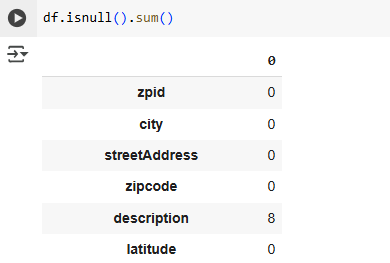 df.isnull().sum()
0
zpid 0
city 0
streetAddress 0
zipcode 0
description 8
latitude 0